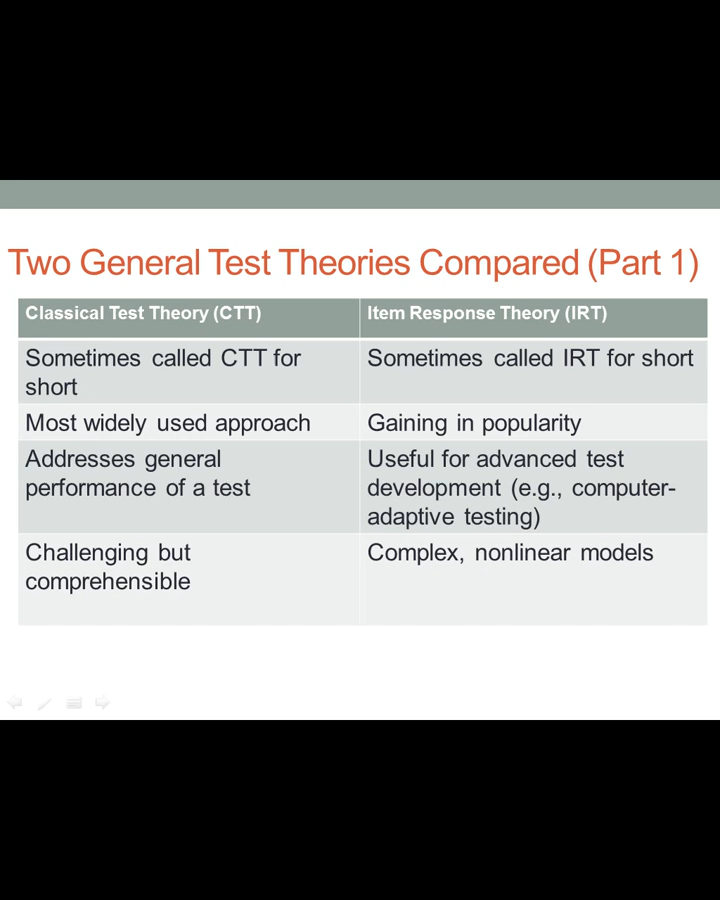 Two General Test Theories Compared (Part 1)
Classical Test Theory (CTT)
Item Response Theory (IRT)
Sometimes called CTT for
short
Sometimes called IRT for short
Most widely used approach
Gaining in popularity
Addresses general
performance of a test
Useful for advanced test
development (e.g., computer-
adaptive testing)
Challenging but
comprehensible
Complex, nonlinear models